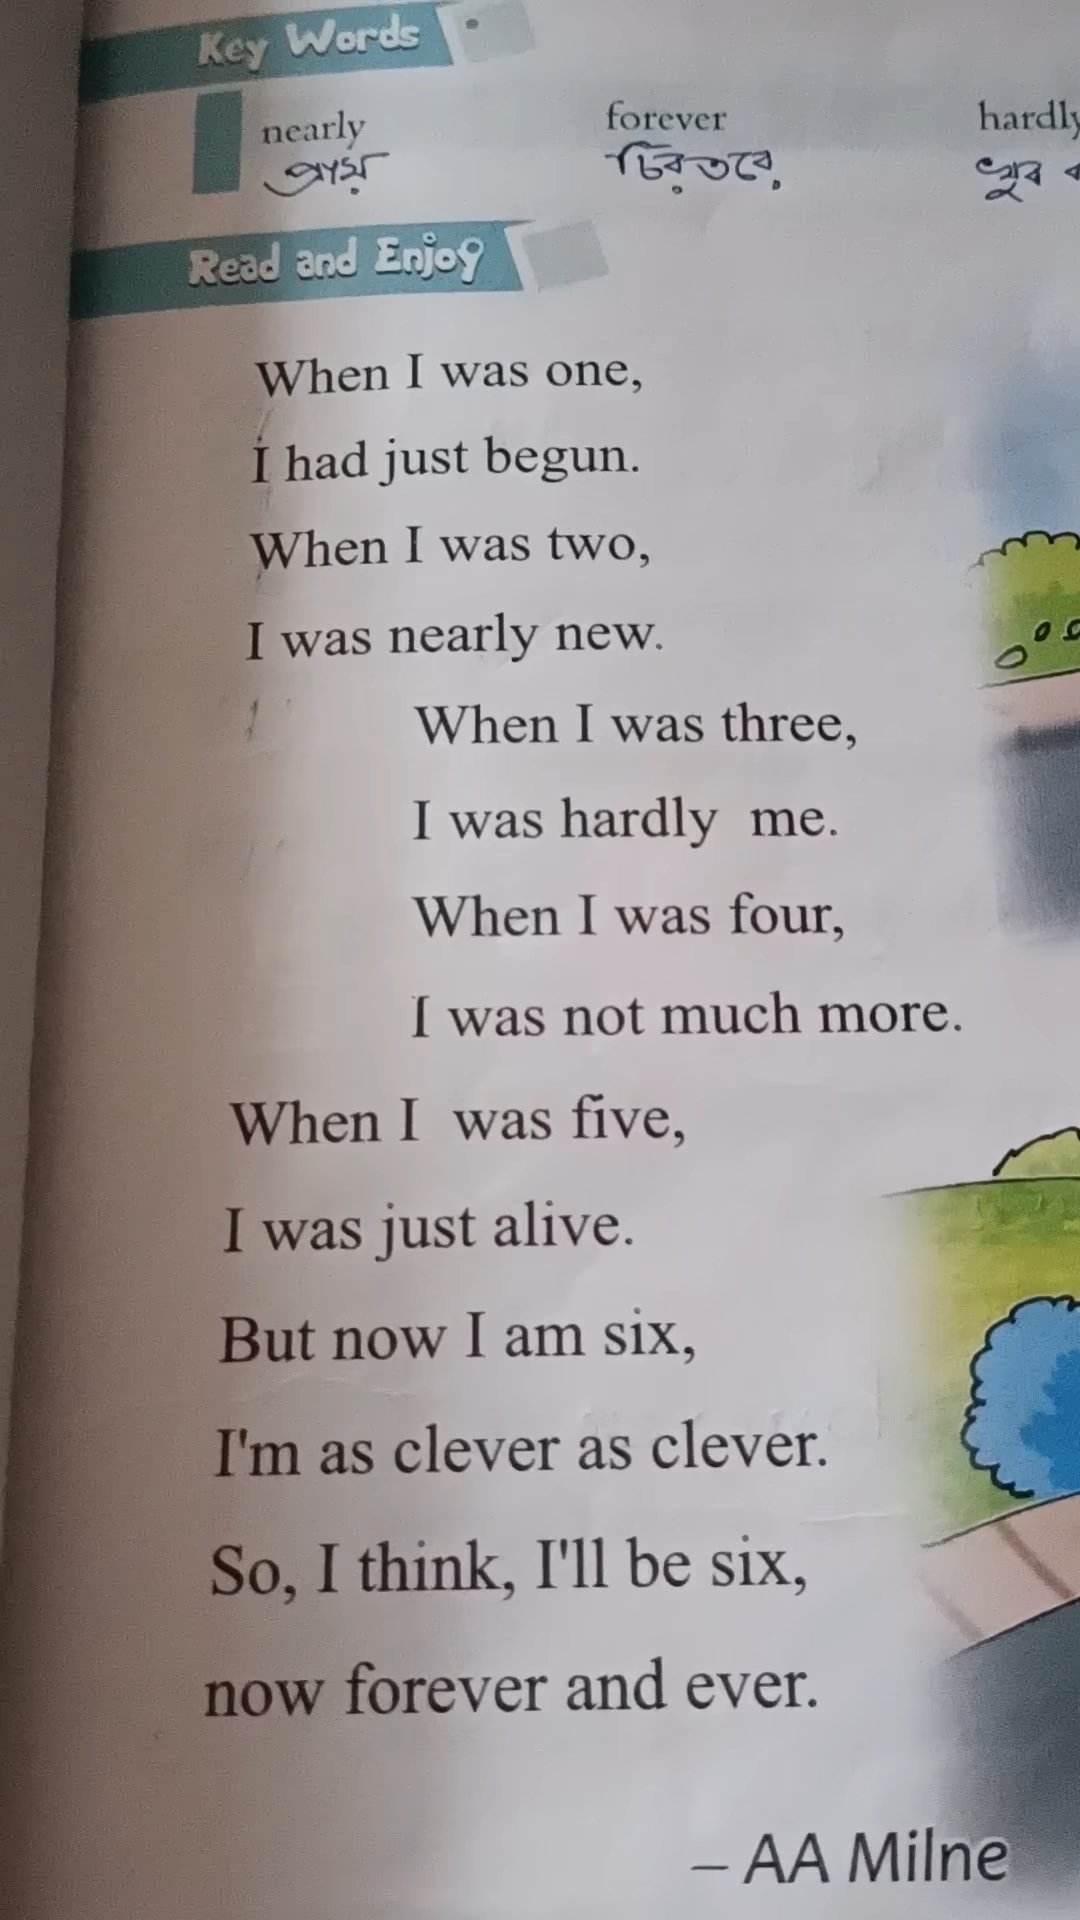 Key Words
nearly forever hardly
প্রায় চিরতরে খুব
Read and Enjoy
When I was one,
I had just begun.
When I was two,
I was nearly new.
When I was three,
I was hardly me.
When I was four,
I was not much more.
When I was five,
I was just alive.
But now I am six,
I'm as clever as clever.
So, I think, I'll be six,
now forever and ever.
– AA Milne